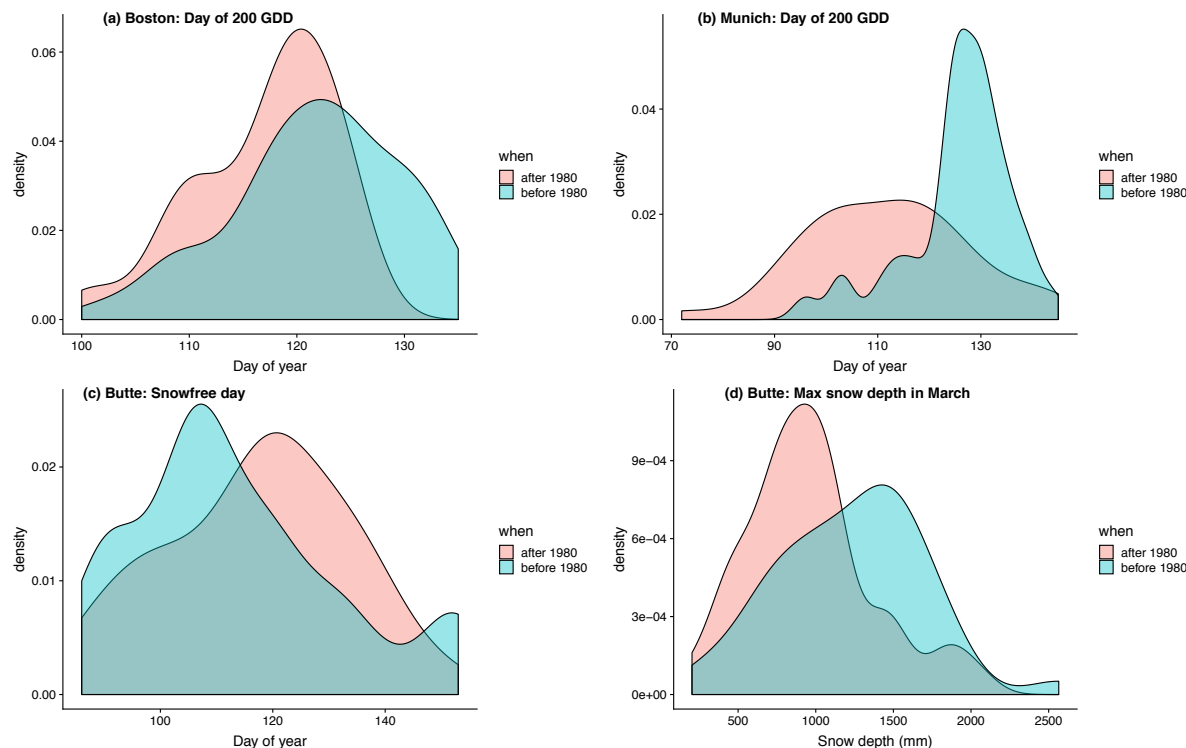 (a) Boston: Day of 200 GDD
density
0.06
0.04
0.02
0.00
100
110
120
130
Day of year
when
after 1980
before 1980
(b) Munich: Day of 200 GDD
density
0.04
0.02
0.00
70
90
110
130
Day of year
when
after 1980
before 1980
(c) Butte: Snowfree day
density
0.02
0.01
0.00
100
120
140
Day of year
when
after 1980
before 1980
(d) Butte: Max snow depth in March
density
9e−04
6e−04
3e−04
0e+00
500
1000
1500
2000
2500
Snow depth (mm)
when
after 1980
before 1980